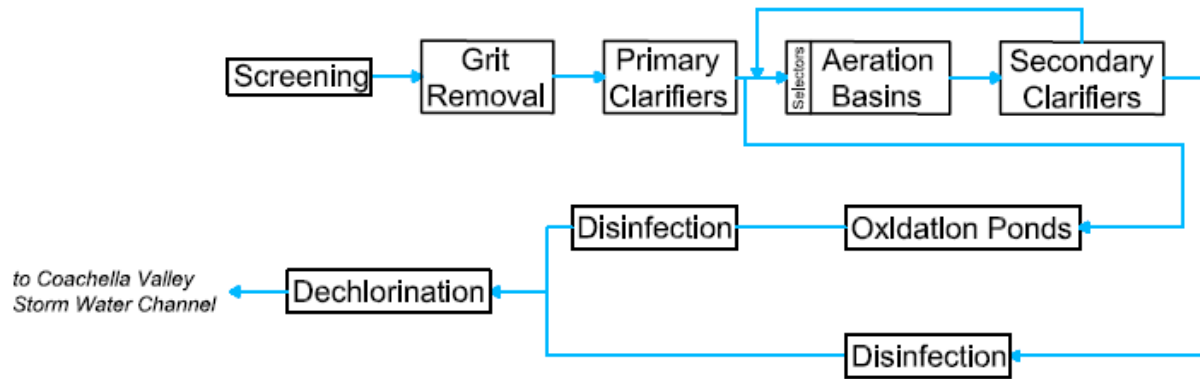 Screening
Grit
Removal
Primary
Clarifiers
Selectors
Aeration
Basins
Secondary
Clarifiers
Disinfection
Oxidation Ponds
to Coachella Valley
Storm Water Channel
Dechlorination
Disinfection